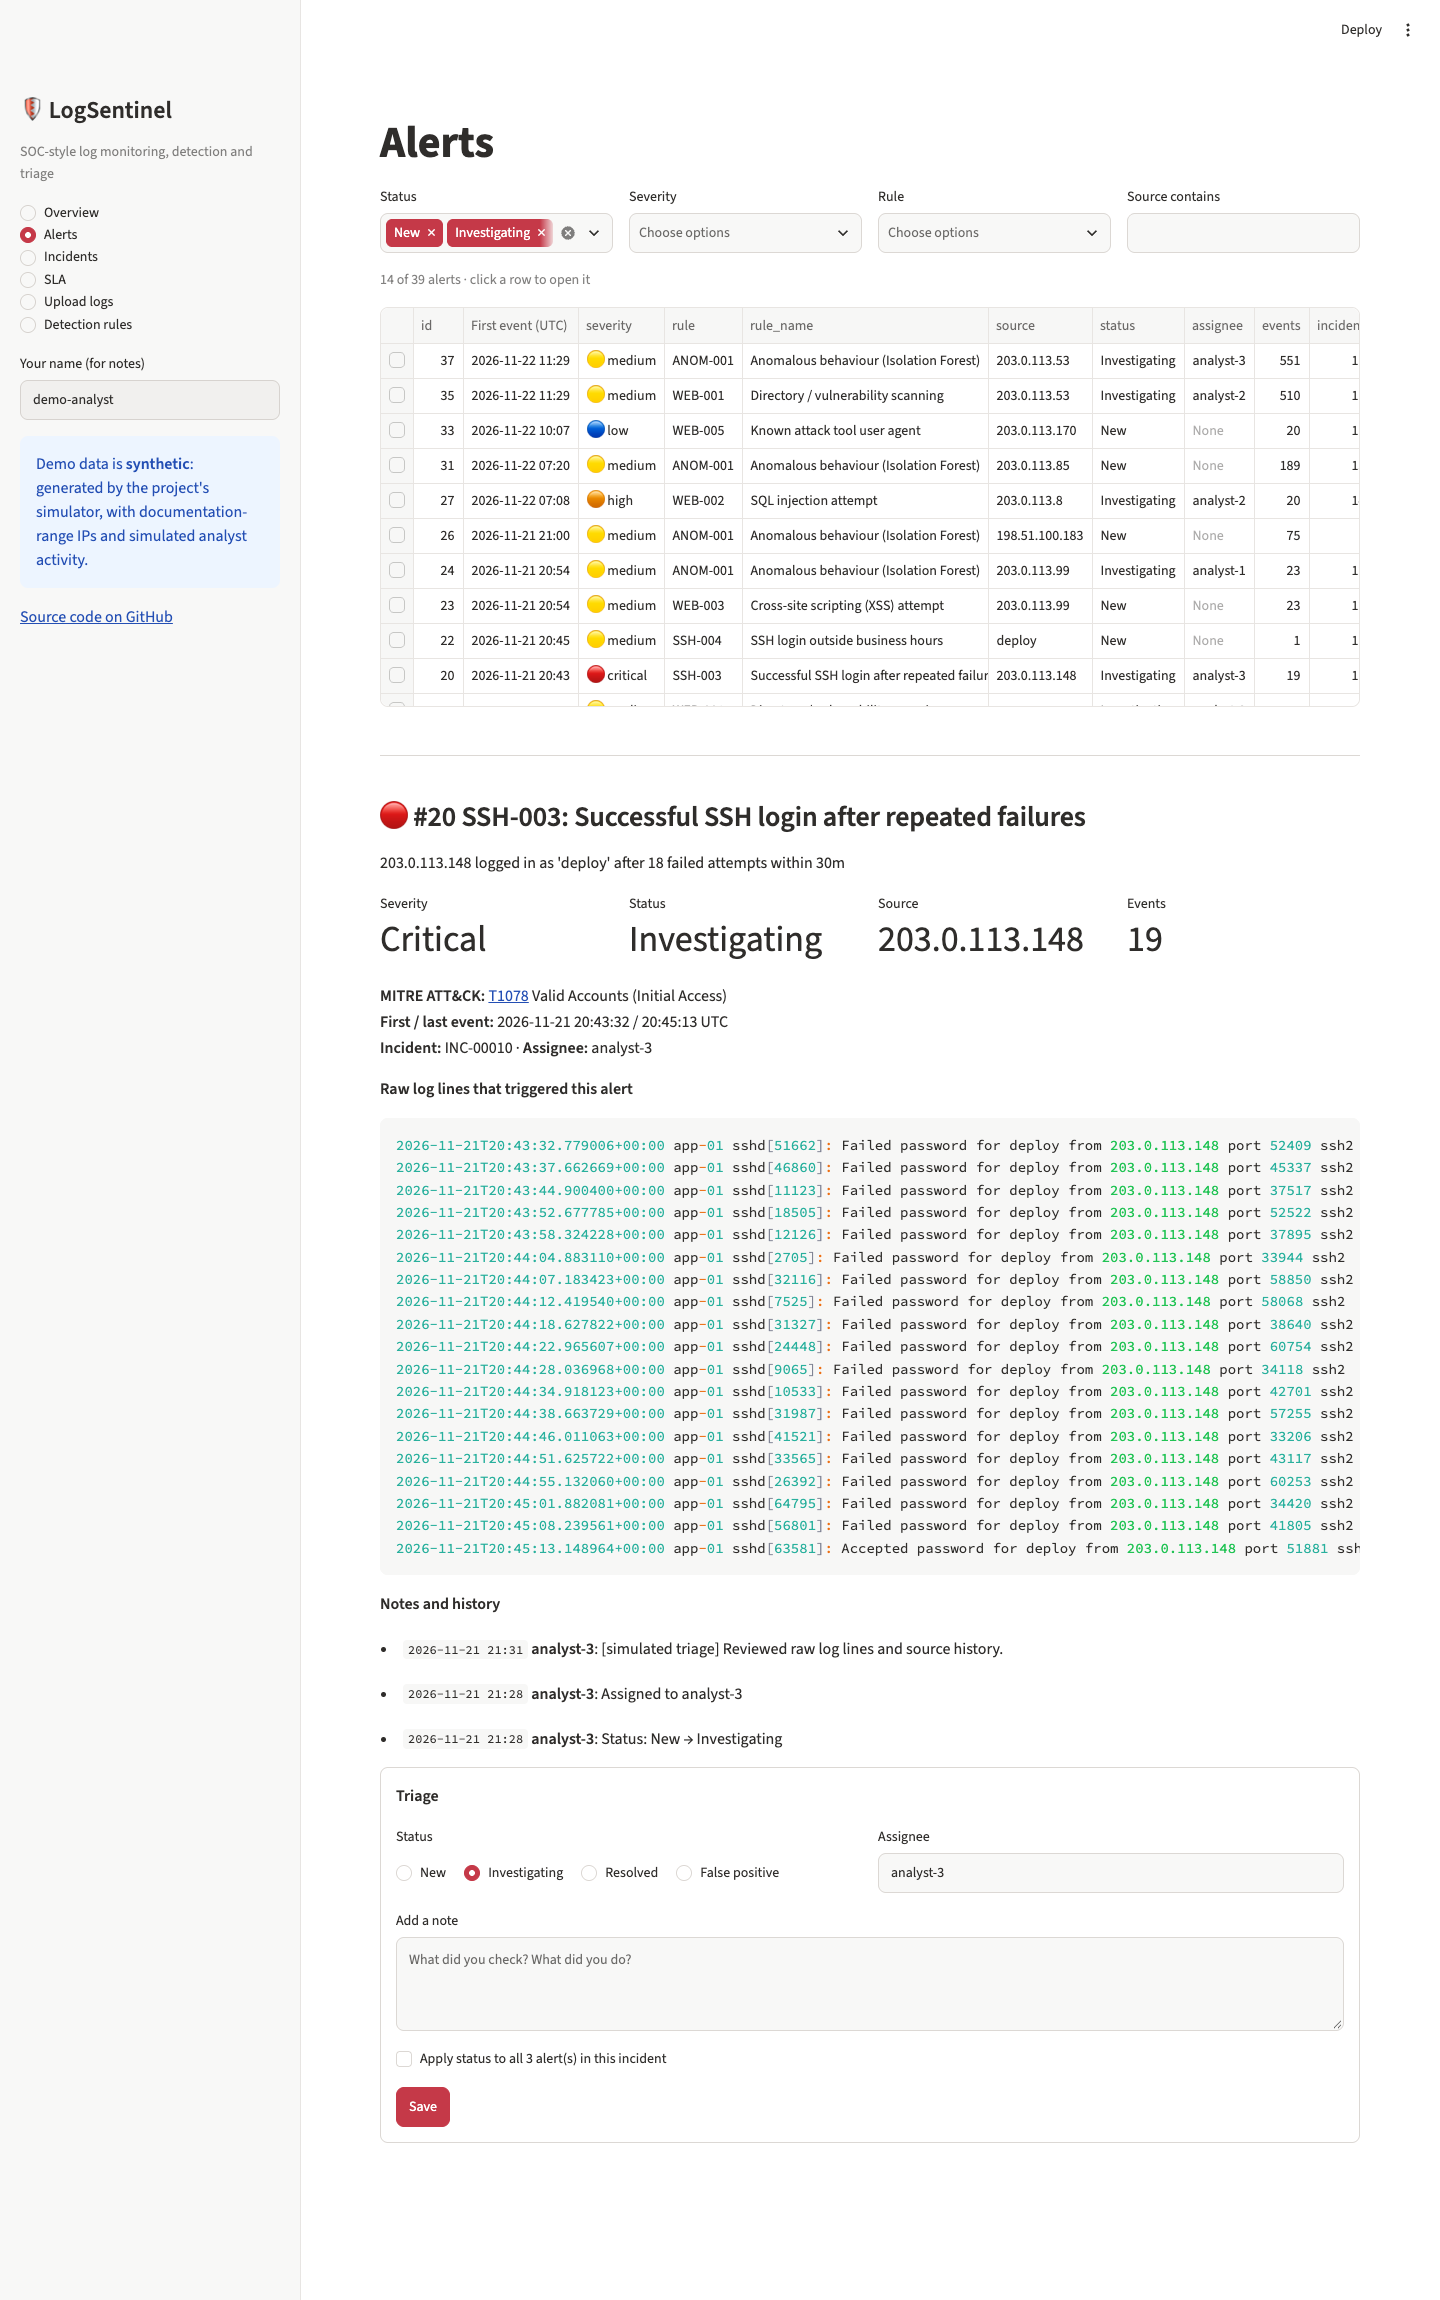 Deploy
LogSentinel
SOC-style log monitoring, detection and
triage
Overview
Alerts
Incidents
SLA
Upload logs
Detection rules
Your name (for notes)
demo-analyst
Demo data is synthetic:
generated by the project's
simulator, with documentation-
range IPs and simulated analyst
activity.
Source code on GitHub
Alerts
Status Severity Rule Source contains
New × Investigating × Choose options Choose options
14 of 39 alerts · click a row to open it
id First event (UTC) severity rule rule_name source status assignee events inciden
37 2026-11-22 11:29 medium ANOM-001 Anomalous behaviour (Isolation Forest) 203.0.113.53 Investigating analyst-3 551 1
35 2026-11-22 11:29 medium WEB-001 Directory / vulnerability scanning 203.0.113.53 Investigating analyst-2 510 1
33 2026-11-22 10:07 low WEB-005 Known attack tool user agent 203.0.113.170 New None 20 1
31 2026-11-22 07:20 medium ANOM-001 Anomalous behaviour (Isolation Forest) 203.0.113.85 New None 189 1
27 2026-11-22 07:08 high WEB-002 SQL injection attempt 203.0.113.8 Investigating analyst-2 20 1
26 2026-11-21 21:00 medium ANOM-001 Anomalous behaviour (Isolation Forest) 198.51.100.183 New None 75
24 2026-11-21 20:54 medium ANOM-001 Anomalous behaviour (Isolation Forest) 203.0.113.99 Investigating analyst-1 23 1
23 2026-11-21 20:54 medium WEB-003 Cross-site scripting (XSS) attempt 203.0.113.99 New None 23 1
22 2026-11-21 20:45 medium SSH-004 SSH login outside business hours deploy New None 1 1
20 2026-11-21 20:43 critical SSH-003 Successful SSH login after repeated failur 203.0.113.148 Investigating analyst-3 19 1
#20 SSH-003: Successful SSH login after repeated failures
203.0.113.148 logged in as 'deploy' after 18 failed attempts within 30m
Severity Status Source Events
Critical Investigating 203.0.113.148 19
MITRE ATT&CK: T1078 Valid Accounts (Initial Access)
First / last event: 2026-11-21 20:43:32 / 20:45:13 UTC
Incident: INC-00010 · Assignee: analyst-3
Raw log lines that triggered this alert
2026-11-21T20:43:32.779006+00:00 app-01 sshd[51662]: Failed password for deploy from 203.0.113.148 port 52409 ssh2
2026-11-21T20:43:37.662669+00:00 app-01 sshd[46860]: Failed password for deploy from 203.0.113.148 port 45337 ssh2
2026-11-21T20:43:44.900400+00:00 app-01 sshd[11123]: Failed password for deploy from 203.0.113.148 port 37517 ssh2
2026-11-21T20:43:52.677785+00:00 app-01 sshd[18505]: Failed password for deploy from 203.0.113.148 port 52522 ssh2
2026-11-21T20:43:58.324228+00:00 app-01 sshd[12126]: Failed password for deploy from 203.0.113.148 port 37895 ssh2
2026-11-21T20:44:04.883110+00:00 app-01 sshd[2705]: Failed password for deploy from 203.0.113.148 port 33944 ssh2
2026-11-21T20:44:07.183423+00:00 app-01 sshd[32116]: Failed password for deploy from 203.0.113.148 port 58850 ssh2
2026-11-21T20:44:12.419540+00:00 app-01 sshd[7525]: Failed password for deploy from 203.0.113.148 port 58068 ssh2
2026-11-21T20:44:18.627822+00:00 app-01 sshd[31327]: Failed password for deploy from 203.0.113.148 port 38640 ssh2
2026-11-21T20:44:22.965607+00:00 app-01 sshd[24448]: Failed password for deploy from 203.0.113.148 port 60754 ssh2
2026-11-21T20:44:28.036968+00:00 app-01 sshd[9065]: Failed password for deploy from 203.0.113.148 port 34118 ssh2
2026-11-21T20:44:34.918123+00:00 app-01 sshd[10533]: Failed password for deploy from 203.0.113.148 port 42701 ssh2
2026-11-21T20:44:38.663729+00:00 app-01 sshd[31987]: Failed password for deploy from 203.0.113.148 port 57255 ssh2
2026-11-21T20:44:46.011063+00:00 app-01 sshd[41521]: Failed password for deploy from 203.0.113.148 port 33206 ssh2
2026-11-21T20:44:51.625722+00:00 app-01 sshd[33565]: Failed password for deploy from 203.0.113.148 port 43117 ssh2
2026-11-21T20:44:55.132060+00:00 app-01 sshd[26392]: Failed password for deploy from 203.0.113.148 port 60253 ssh2
2026-11-21T20:45:01.882081+00:00 app-01 sshd[64795]: Failed password for deploy from 203.0.113.148 port 34420 ssh2
2026-11-21T20:45:08.239561+00:00 app-01 sshd[56801]: Failed password for deploy from 203.0.113.148 port 41805 ssh2
2026-11-21T20:45:13.148964+00:00 app-01 sshd[63581]: Accepted password for deploy from 203.0.113.148 port 51881 ssh
Notes and history
• 2026-11-21 21:31 analyst-3: [simulated triage] Reviewed raw log lines and source history.
• 2026-11-21 21:28 analyst-3: Assigned to analyst-3
• 2026-11-21 21:28 analyst-3: Status: New → Investigating
Triage
Status Assignee
New Investigating Resolved False positive analyst-3
Add a note
What did you check? What did you do?
Apply status to all 3 alert(s) in this incident
Save